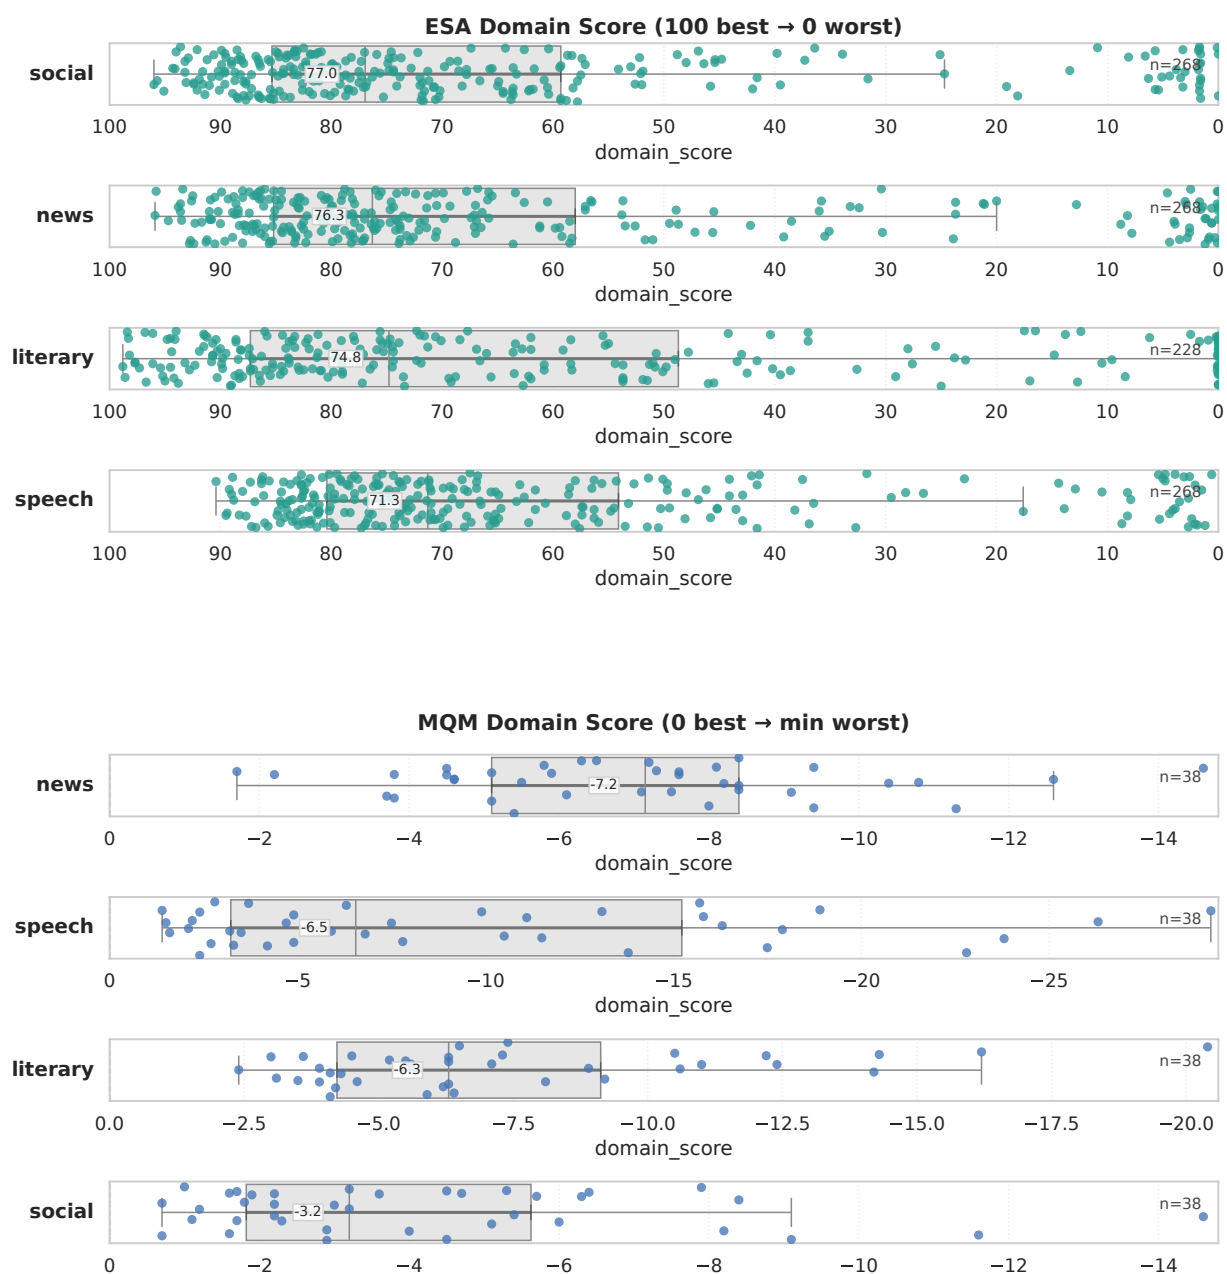 ESA Domain Score (100 best → 0 worst)
social
77.0
n=268
100 90 80 70 60 50 40 30 20 10 0
domain_score
news
76.3
n=268
100 90 80 70 60 50 40 30 20 10 0
domain_score
literary
74.8
n=228
100 90 80 70 60 50 40 30 20 10 0
domain_score
speech
71.3
n=268
100 90 80 70 60 50 40 30 20 10 0
domain_score
MQM Domain Score (0 best → min worst)
news
-7.2
n=38
0 −2 −4 −6 −8 −10 −12 −14
domain_score
speech
-6.5
n=38
0 −5 −10 −15 −20 −25
domain_score
literary
-6.3
n=38
0.0 −2.5 −5.0 −7.5 −10.0 −12.5 −15.0 −17.5 −20.0
domain_score
social
-3.2
n=38
0 −2 −4 −6 −8 −10 −12 −14